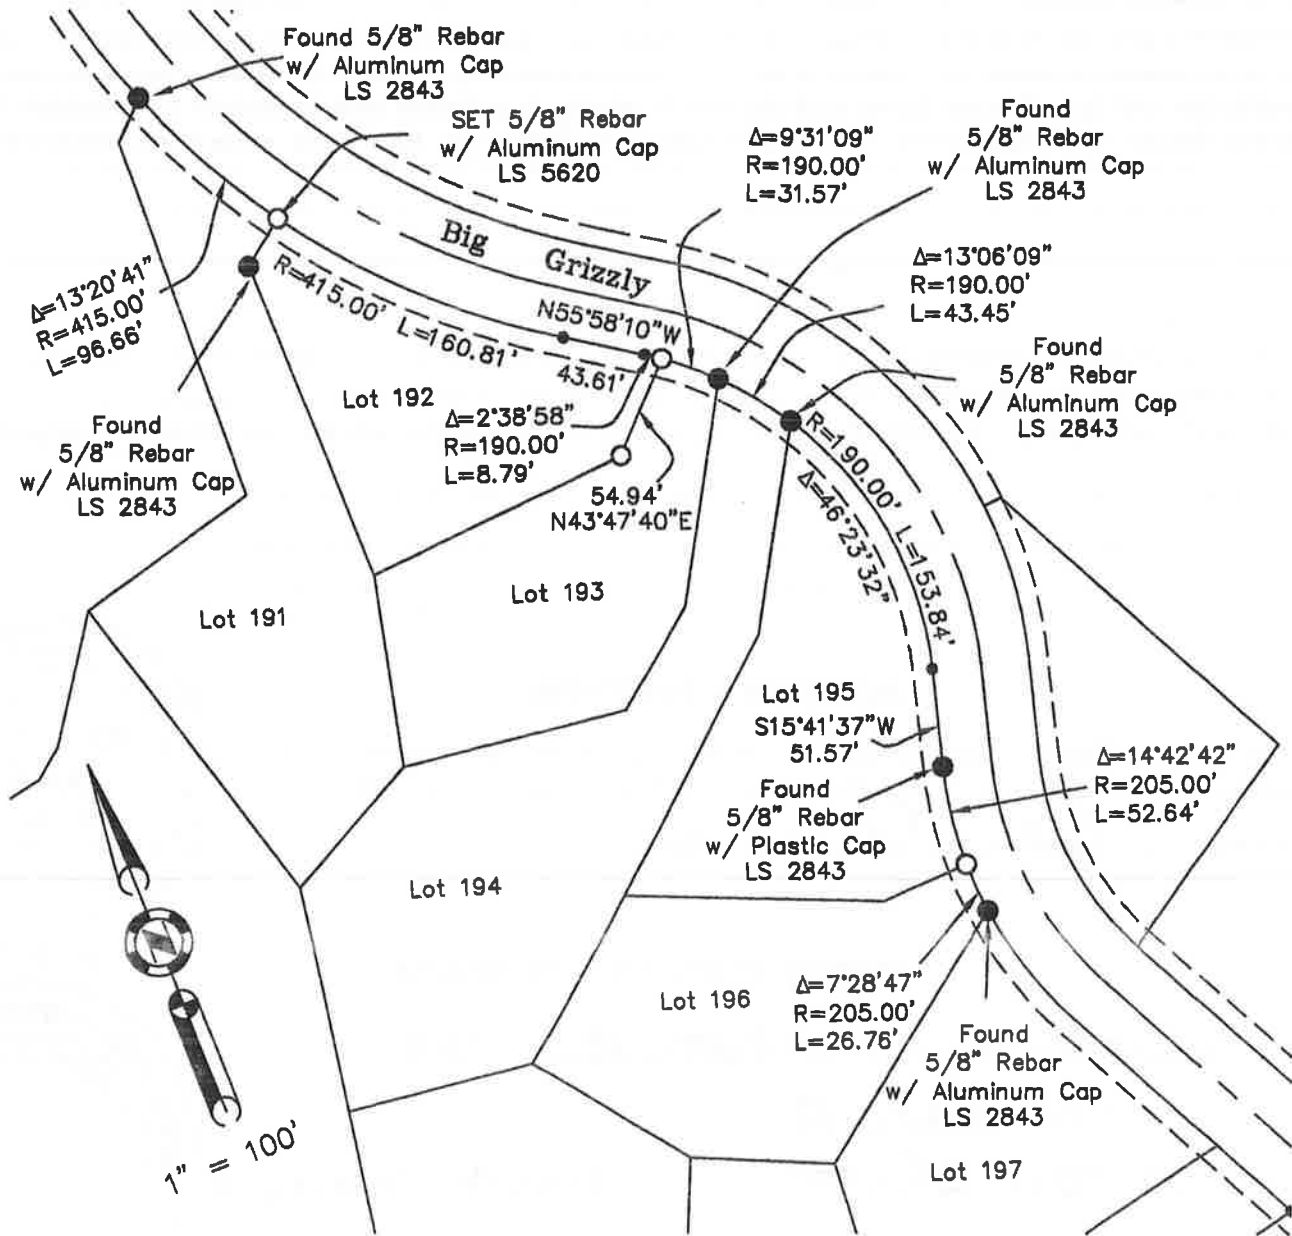 Found 5/8" Rebar
w/ Aluminum Cap
LS 2843
SET 5/8" Rebar
w/ Aluminum Cap
LS 5620
Δ=9°31'09"
R=190.00'
L=31.57'
Found
5/8" Rebar
w/ Aluminum Cap
LS 2843
Δ=13°06'09"
R=190.00'
L=43.45'
Found
5/8" Rebar
w/ Aluminum Cap
LS 2843
Big Grizzly
Δ=13°20'41"
R=415.00'
L=96.66'
R=415.00' L=160.81'
N55°58'10"W
43.61'
Found
5/8" Rebar
w/ Aluminum Cap
LS 2843
Lot 192
Δ=2°38'58"
R=190.00'
L=8.79'
54.94'
N43°47'40"E
R=190.00' L=153.84'
Δ=46°23'32"
Lot 191
Lot 193
Lot 195
S15°41'37"W
51.57'
Found
5/8" Rebar
w/ Plastic Cap
LS 2843
Δ=14°42'42"
R=205.00'
L=52.64'
Lot 194
N
Lot 196
Δ=7°28'47"
R=205.00'
L=26.76'
Found
5/8" Rebar
w/ Aluminum Cap
LS 2843
1" = 100'
Lot 197